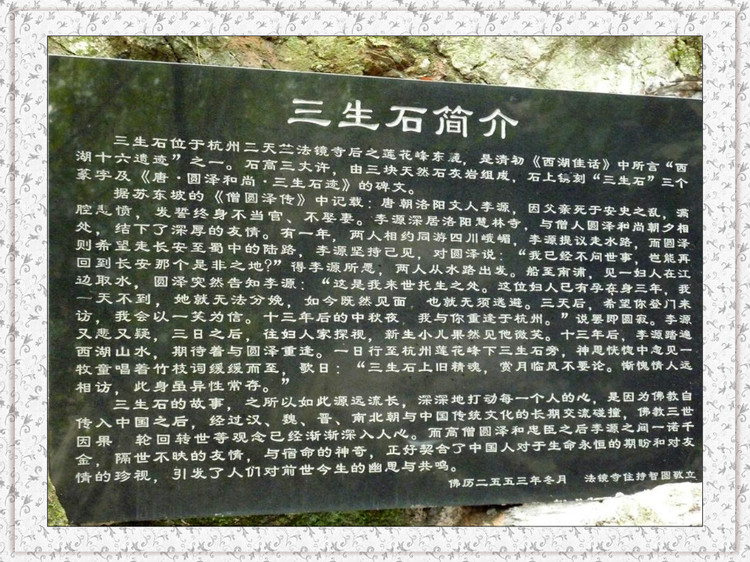 三生石简介
三生石位于杭州二天竺法镜寺后之莲花峰东麓，是清初《西湖佳话》中所言“西
湖十六遗迹”之一。石高三丈许，由三块天然石灰岩组成，石上镌刻“三生石”三个
篆字及《唐·圆泽和尚·三生石迹》的碑文。
据苏东坡的《僧圆泽传》中记载：唐朝洛阳文人李源，因父亲死于安史之乱，满
腔悲愤，发誓终身不当官、不娶妻。李源深居洛阳慧林寺，与僧人圆泽和尚朝夕相
处，结下了深厚的友情。有一年，两人相约同游四川峨嵋，李源提议走水路，而圆泽
则希望走长安至蜀中的陆路，李源坚持己见，对圆泽说：“我已经不问世事，也能再
回到长安那个是非之地?”得李源所愿，两人从水路出发。船至南浦，见一妇人在江
边取水，圆泽突然告知李源：“这是我来世托生之处。这位妇人已有孕在身三年，我
一天不到，她就无法分娩，如今既然见面 也就无须逃避。三天后，希望你登门来
访，我会以一笑为信。十三年后的中秋夜 我与你重逢于杭州。”说罢即圆寂。李源
又悲又疑，三日之后，往妇人家探视，新生小儿果然见他微笑。十三年后，李源踏遍
西湖山水，期待着与圆泽重逢。一日行至杭州莲花峰下三生石旁，神思恍惚中忽见一
牧童唱着竹枝词缓缓而至，歌曰：“三生石上旧精魂，赏月临风不要论。惭愧情人远
相访，此身虽异性常存。”
三生石的故事，之所以如此源远流长，深深地打动每一个人的心，是因为佛教自
传入中国之后，经过汉、魏、晋、南北朝与中国传统文化的长期交流碰撞，佛教三世
因果 轮回转世等观念已经渐渐深入人心。而高僧圆泽和忠臣之后李源之间一诺千
金，隔世不昧的友情，与宿命的神奇，正好契合了中国人对于生命永恒的期盼和对友
情的珍视，引发了人们对前世今生的幽思与共鸣。
佛历二五五三年冬月 法镜寺住持智圆敬立